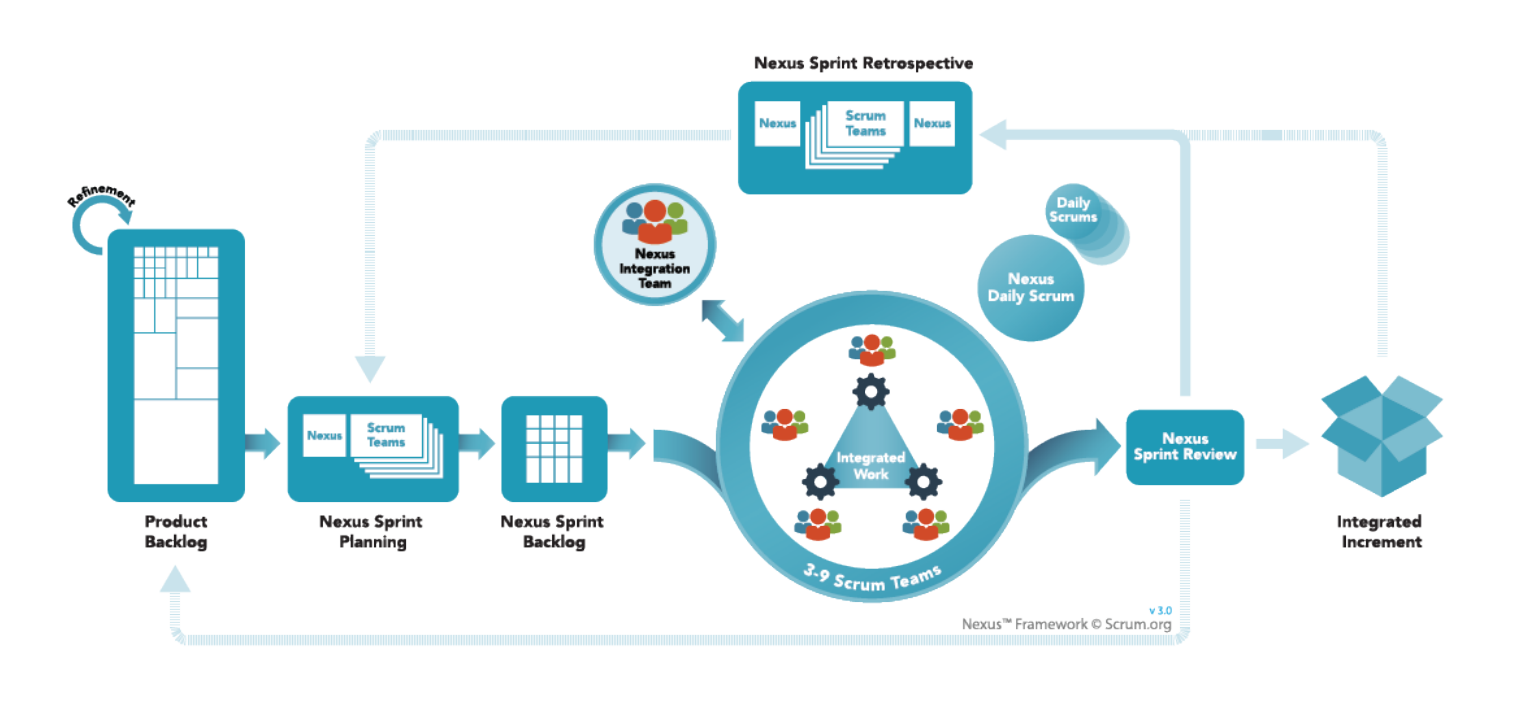 Nexus Sprint Retrospective
Nexus
Scrum
Teams
Nexus
Refinement
Daily
Scrums
Nexus
Integration
Team
Nexus
Daily Scrum
Nexus
Scrum
Teams
Integrated
Work
Nexus
Sprint Review
Product
Backlog
Nexus Sprint
Planning
Nexus Sprint
Backlog
3-9 Scrum Teams
Integrated
Increment
v 3.0
Nexus™ Framework © Scrum.org